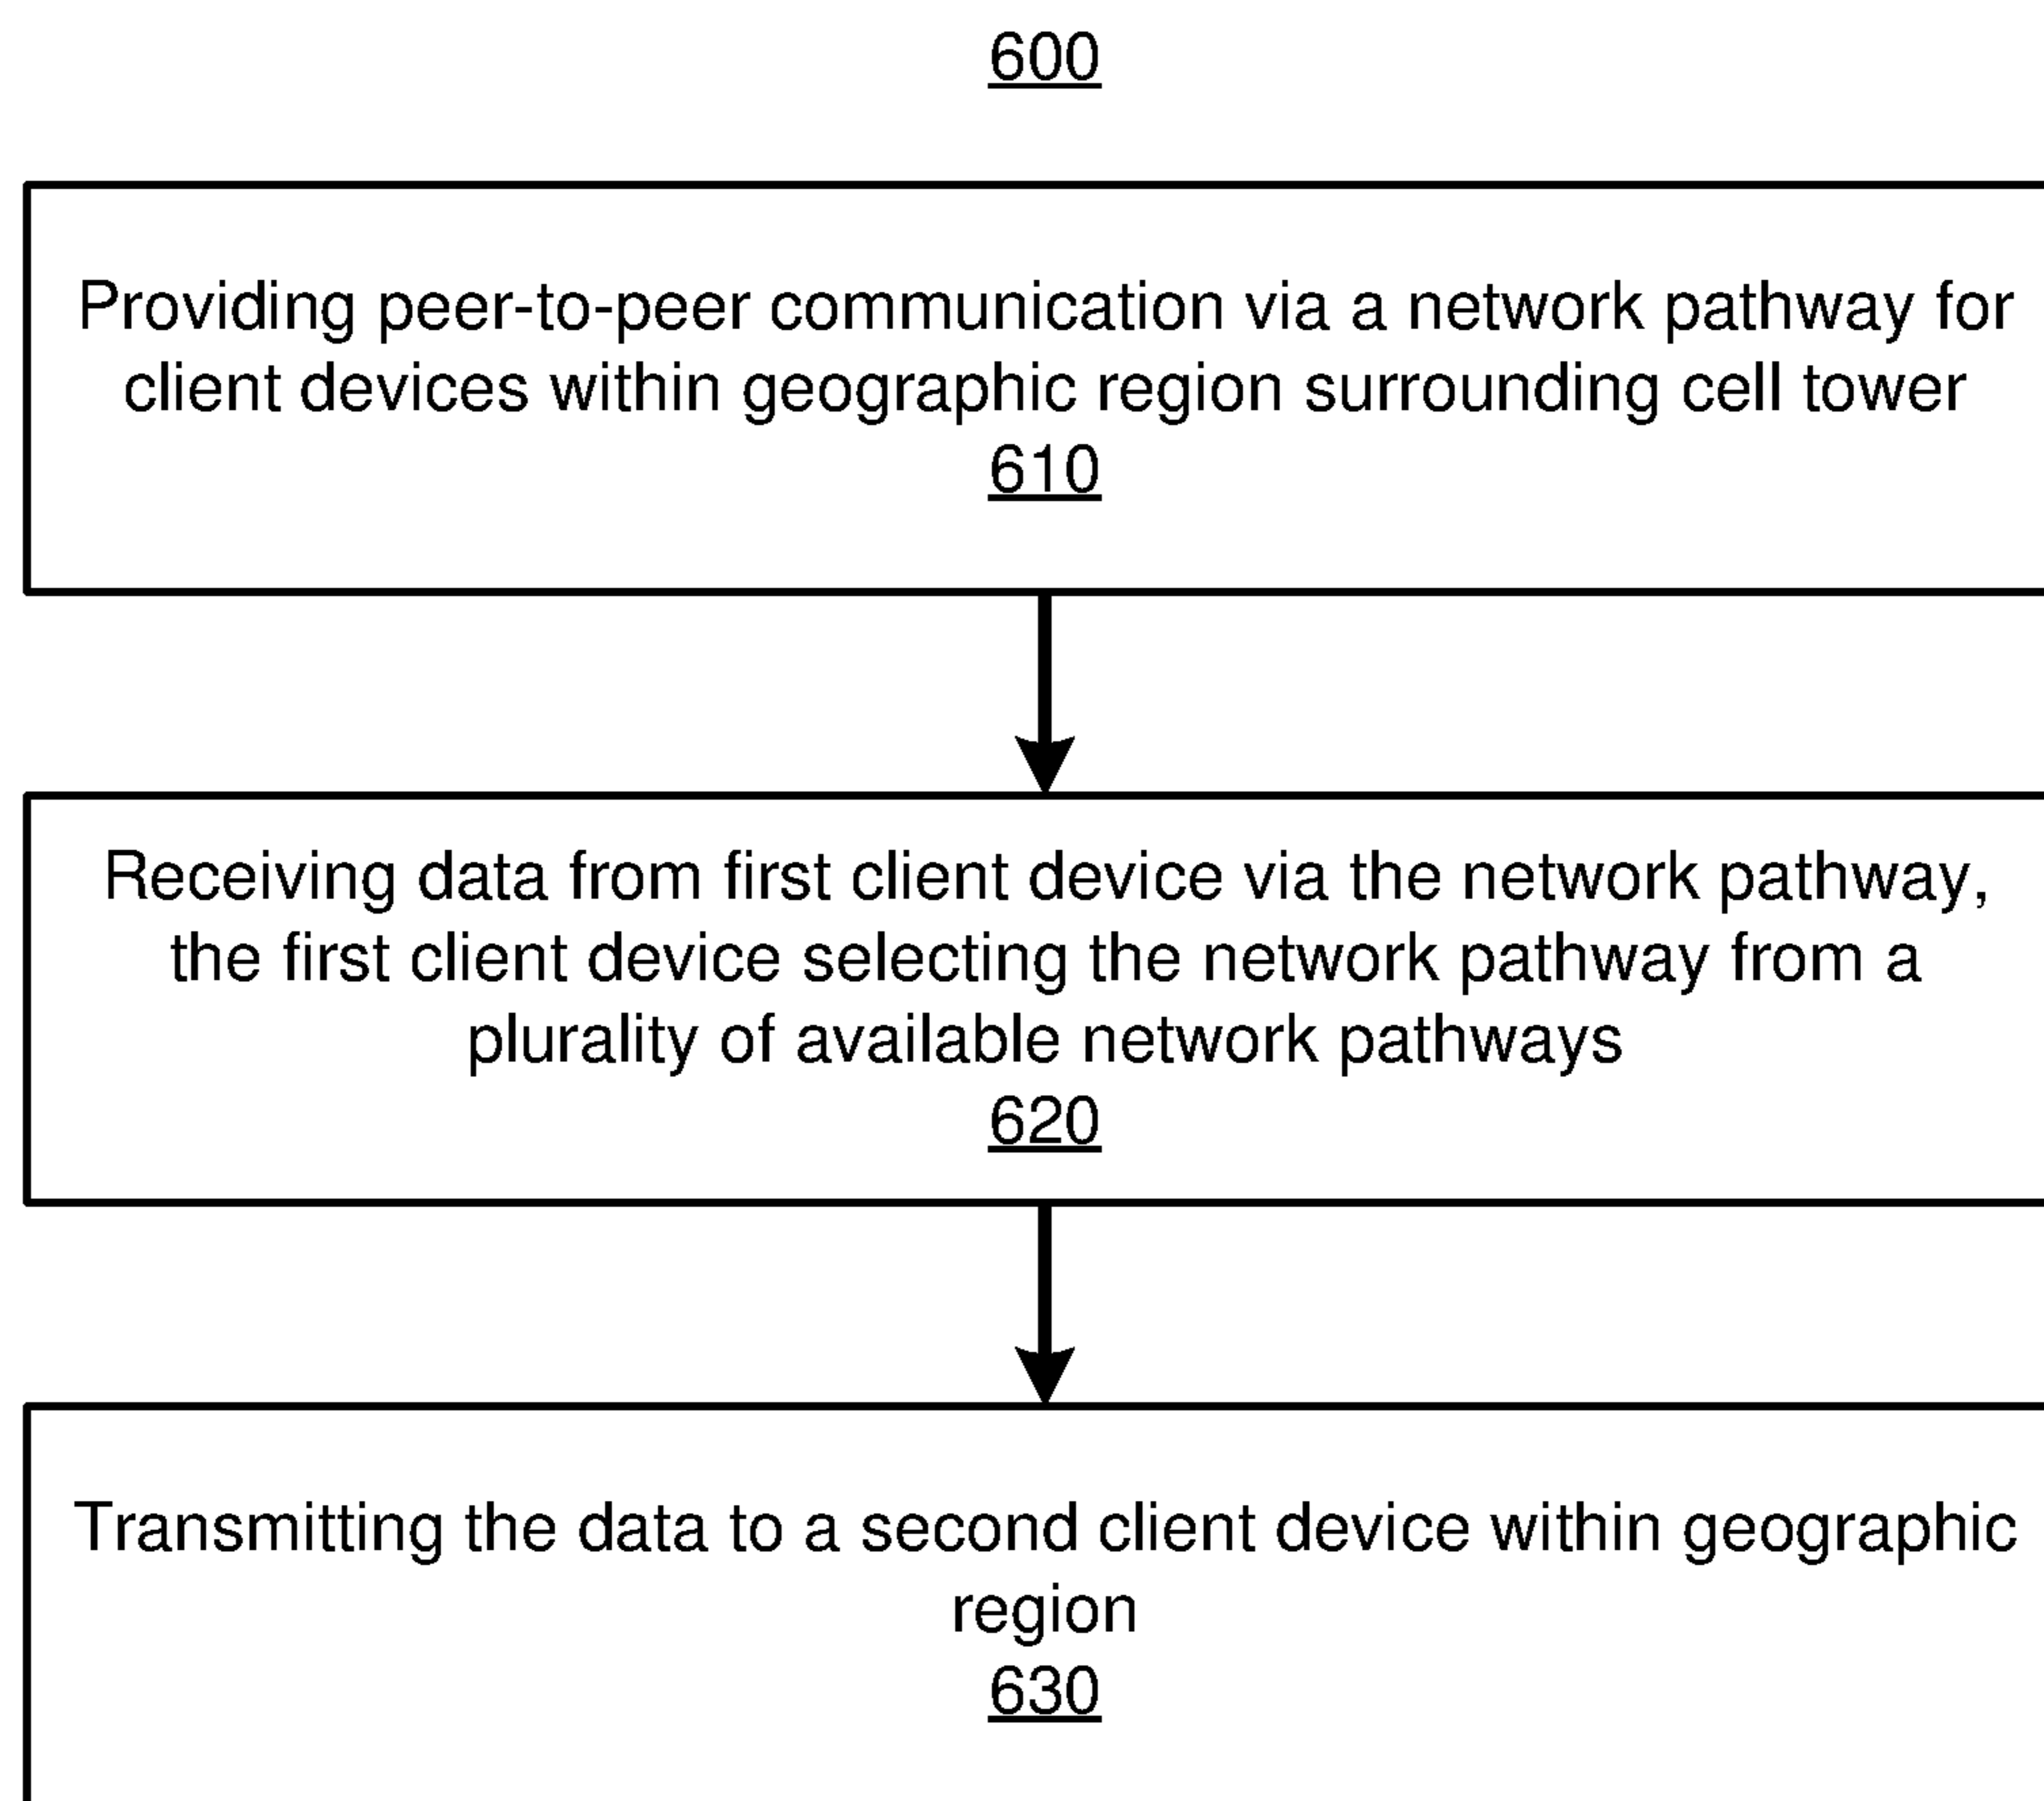 600
Providing peer-to-peer communication via a network pathway for
client devices within geographic region surrounding cell tower
610
Receiving data from first client device via the network pathway,
the first client device selecting the network pathway from a
plurality of available network pathways
620
Transmitting the data to a second client device within geographic
region
630